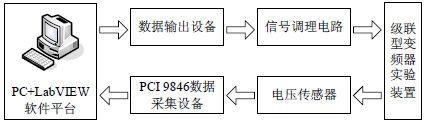 PC+LabVIEW
软件平台
数据输出设备
信号调理电路
级联
型变
频器
实验
装置
电压传感器
PCI 9846数据
采集设备